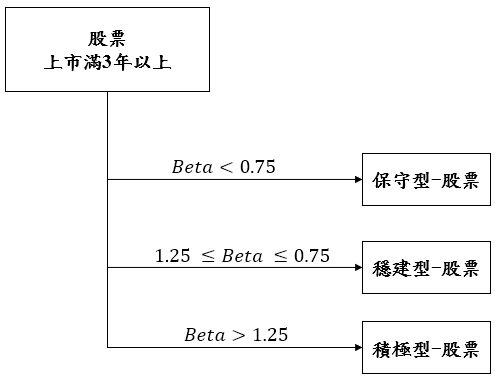 股票
上市滿3年以上
Beta < 0.75
保守型-股票
1.25 ≤ Beta ≤ 0.75
穩建型-股票
Beta > 1.25
積極型-股票